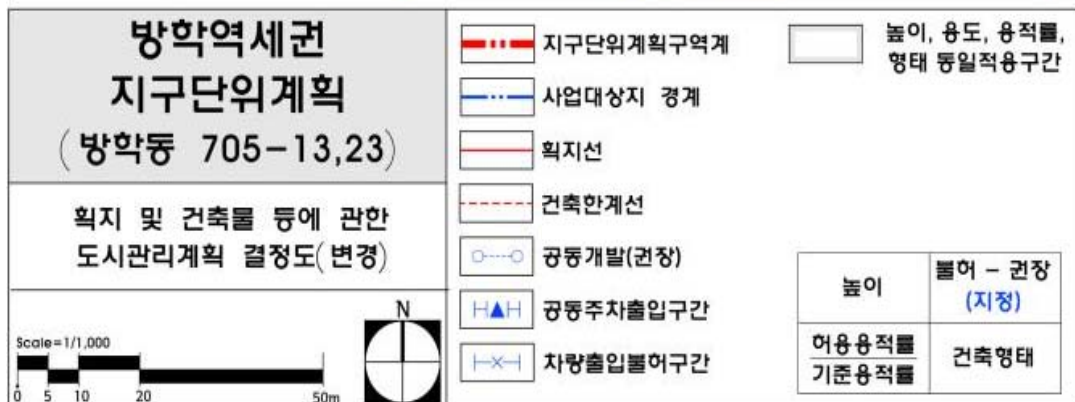 방학역세권
지구단위계획
(방학동 705-13,23)
획지 및 건축물 등에 관한
도시관리계획 결정도(변경)
Scale=1/1,000
0 5 10 20 50m
N
지구단위계획구역계
사업대상지 경계
획지선
건축한계선
공동개발(권장)
공동주차출입구간
차량출입불허구간
높이, 용도, 용적률,
형태 동일적용구간
높이
불허 - 권장
(지정)
허용용적률
기준용적률
건축형태